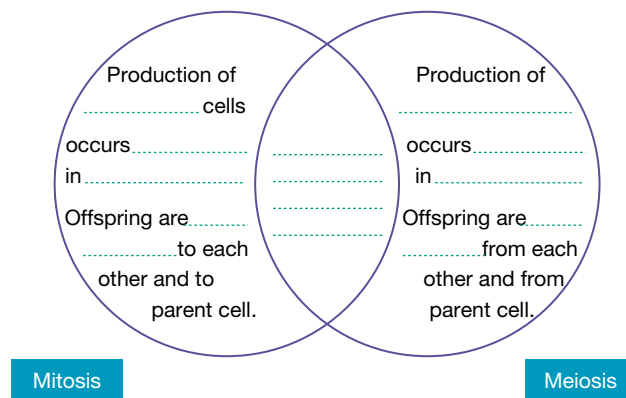 Production of
cells
occurs
in
Offspring are
to each
other and to
parent cell.
Production of
occurs
in
Offspring are
from each
other and from
parent cell.
Mitosis
Meiosis